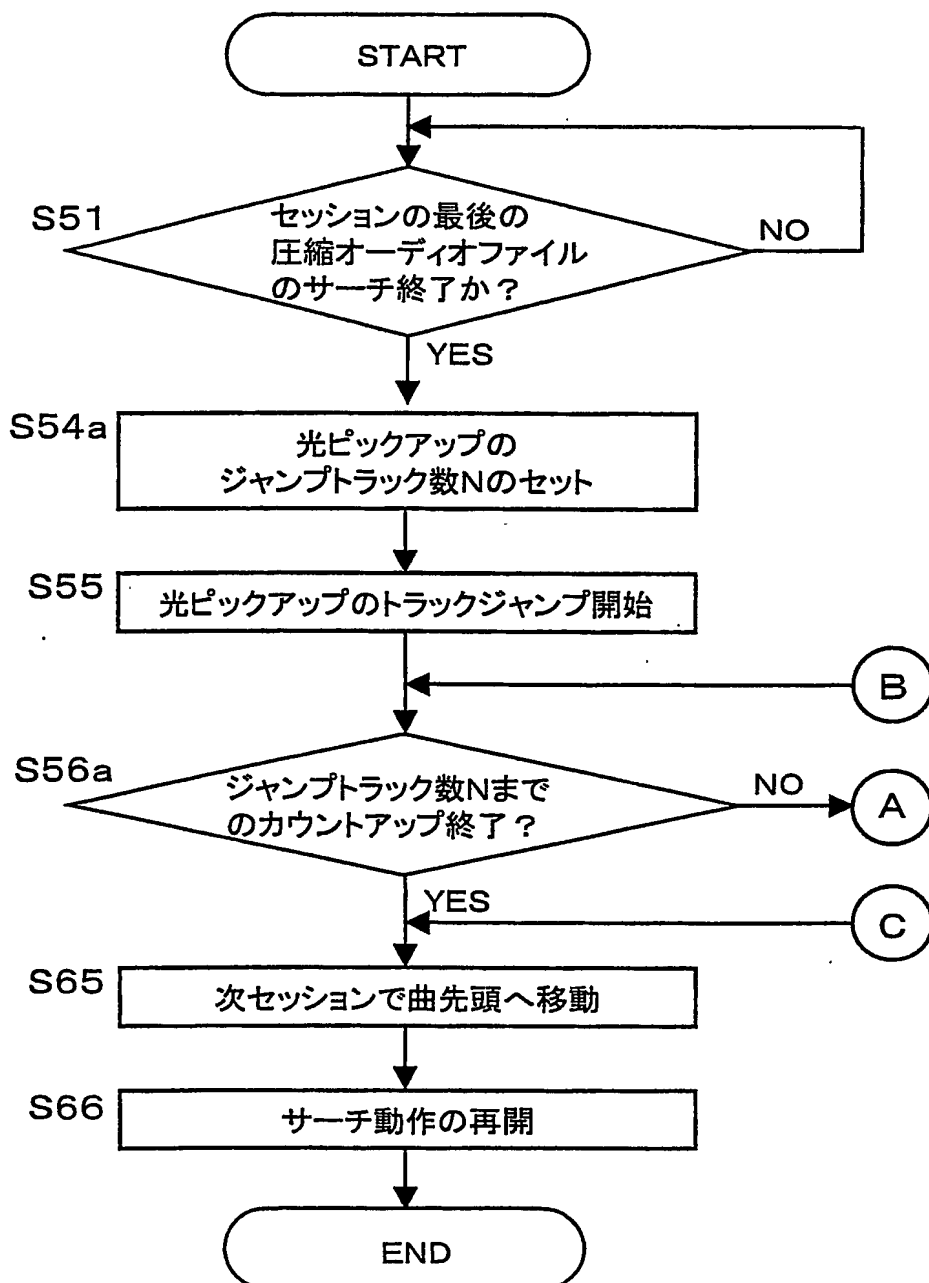 START
S51
セッションの最後の
圧縮オーディオファイル
のサーチ終了か？
NO
YES
S54a
光ピックアップの
ジャンプトラック数Nのセット
S55
光ピックアップのトラックジャンプ開始
B
S56a
ジャンプトラック数Nまで
のカウントアップ終了？
NO
A
YES
C
S65
次セッションで曲先頭へ移動
S66
サーチ動作の再開
END